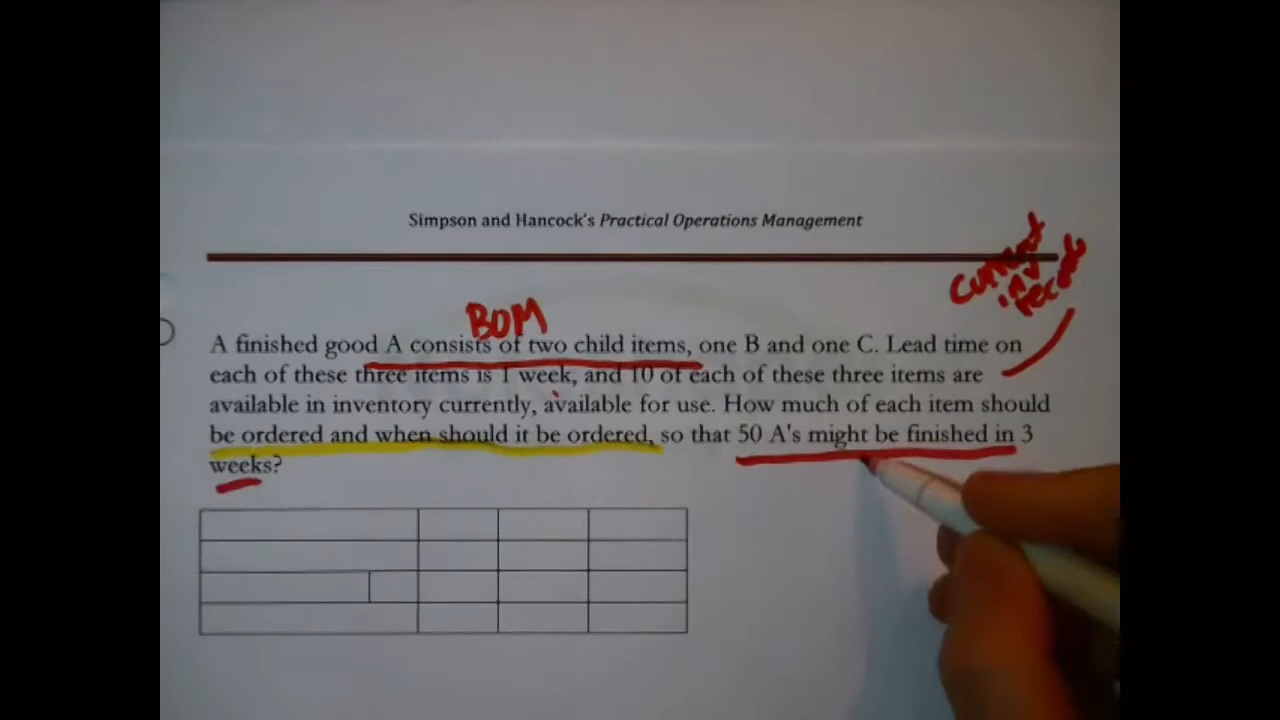 Simpson and Hancock's Practical Operations Management
current
inv
records
BOM
A finished good A consists of two child items, one B and one C. Lead time on
each of these three items is 1 week, and 10 of each of these three items are
available in inventory currently, available for use. How much of each item should
be ordered and when should it be ordered, so that 50 A's might be finished in 3
weeks?